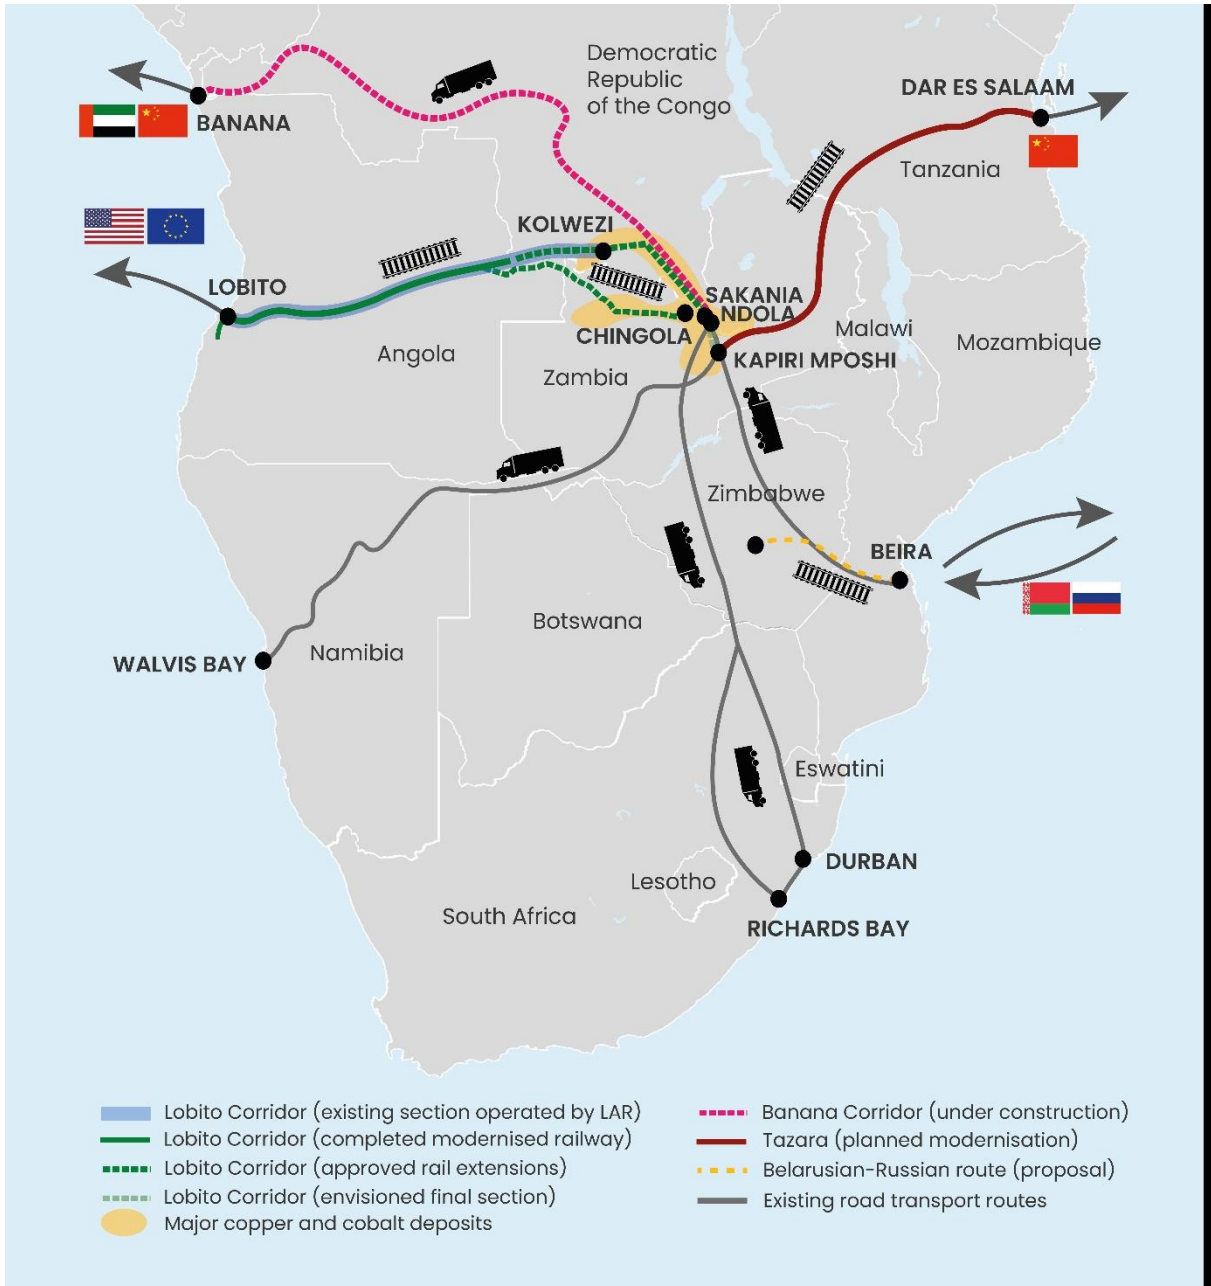 Democratic
Republic
of the Congo
DAR ES SALAAM
BANANA
Tanzania
KOLWEZI
LOBITO
SAKANIA
NDOLA
CHINGOLA
Malawi
Mozambique
Angola
KAPIRI MPOSHI
Zambia
Zimbabwe
BEIRA
Botswana
Namibia
WALVIS BAY
Eswatini
DURBAN
Lesotho
South Africa
RICHARDS BAY
Lobito Corridor (existing section operated by LAR)
Lobito Corridor (completed modernised railway)
Lobito Corridor (approved rail extensions)
Lobito Corridor (envisioned final section)
Major copper and cobalt deposits
Banana Corridor (under construction)
Tazara (planned modernisation)
Belarusian-Russian route (proposal)
Existing road transport routes